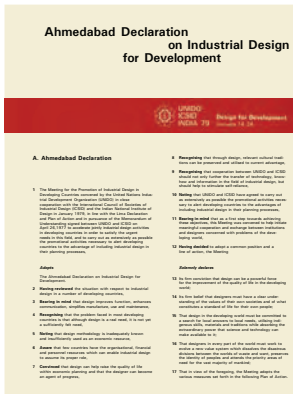 Ahmedabad Declaration
on Industrial Design
for Development
UNIDO
ICSID
INDIA 79
Design for Development
January 14-24
A. Ahmedabad Declaration
1 The Meeting for the Promotion of Industrial Design in
Developing Countries convened by the United Nations Indus-
trial Development Organisation (UNIDO) in close
cooperation with the International Council of Societies of
Industrial Design (ICSID) and the Indian National Institute of
Design in January 1979, in line with the Lima Declaration
and Plan of Action and in pursuance of the Memorandum of
Understanding signed between UNIDO and ICSID on
April 26,1977 to accelerate jointly industrial design activities
in developing countries in order to satisfy the urgent
needs in this field, and to carry out as extensively as possible
the promotional activities necessary to alert developing
countries to the advantage of including industrial design in
their planning processes,
Adopts
The Ahmedabad Declaration on Industrial Design for
Development:
2 Having reviewed the situation with respect to industrial
design in a number of developing countries,
3 Bearing in mind that design improves function, enhances
communication, simplifies manufacture, use and maintenance,
4 Recognising that the problem faced in most developing
countries is that although design is a real need, it is not yet
a sufficiently felt need,
5 Noting that design methodology is inadequately known
and insufficiently used as an economic resource,
6 Aware that few countries have the organisational, financial
and personnel resources which can enable industrial design
to assume its proper role,
7 Convinced that design can help raise the quality of life
within economic planning and that the designer can become
an agent of progress,
8 Recognising that through design, relevant cultural tradi-
tions can be preserved and utilised to current advantage,
9 Recognising that cooperation between UNIDO and ICSID
should not only further the transfer of technology, know-
how and information in the field of industrial design, but
should help to stimulate self-reliance,
10 Noting that UNIDO and ICSID have agreed to carry out
as extensively as possible the promotional activities neces-
sary to alert developing countries to the advantages of
including industrial design in their planning processes,
11 Bearing in mind that as a first step towards achieving
these objectives, this Meeting was convened to help initiate
meaningful cooperation and exchange between institutions
and designers concerned with problems of the deve-
loping world,
12 Having decided to adopt a common position and a
line of action, the Meeting,
Solemnly declares
13 Its firm conviction that design can be a powerful force
for the improvement of the quality of life in the developing
world;
14 Its firm belief that designers must have a clear under-
standing of the values of their own societies and of what
constitutes a standard of life for their own people;
15 That design in the developing world must be committed to
a search for local answers to local needs, utilising indi-
genous skills, materials and traditions while absorbing the
extraordinary power that science and technology can
make available to it;
16 That designers in every part of the world must work to
evolve a new value system which dissolves the disastrous
divisions between the worlds of waste and want, preserves
the identity of peoples and attends the priority areas of
need for the vast majority of mankind;
17 That in view of the foregoing, the Meeting adopts the
various measures set forth in the following Plan of Action.